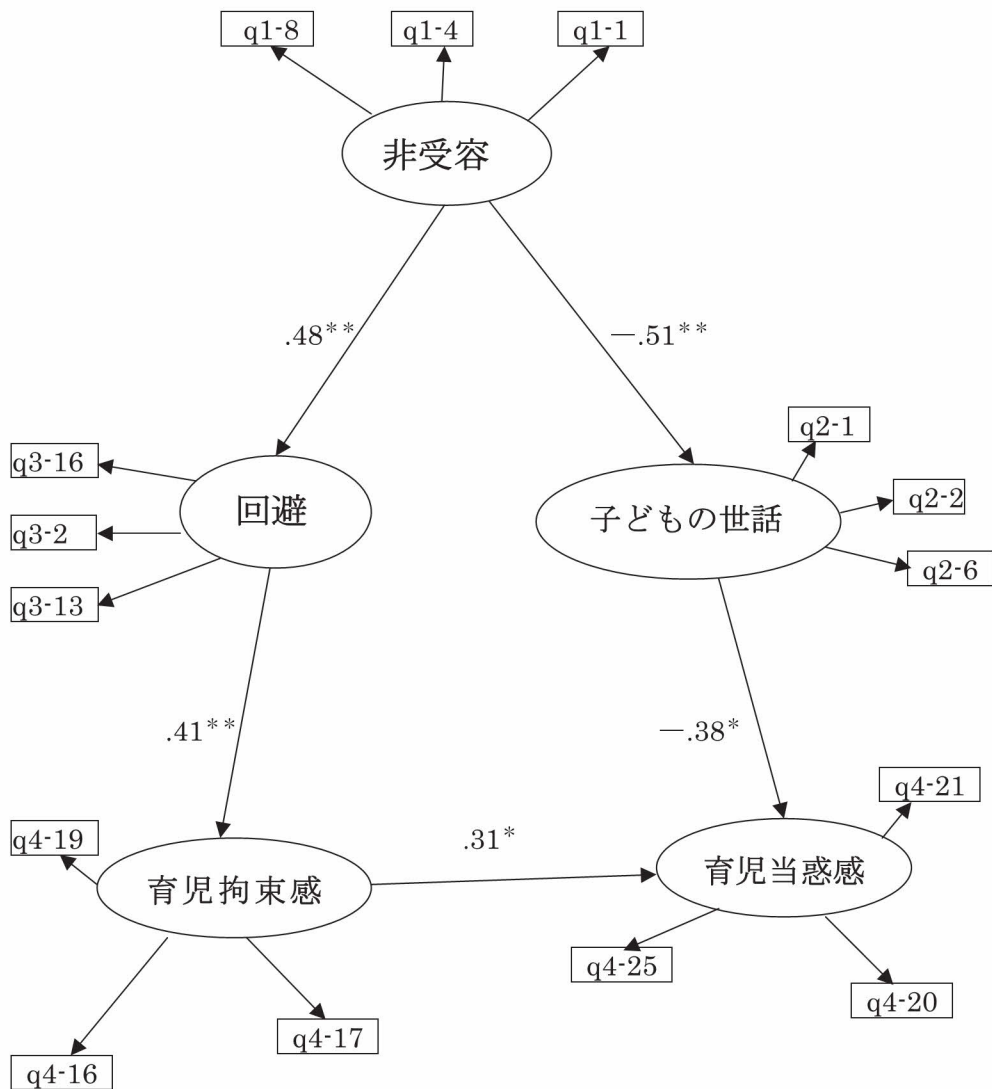 q1-8
q1-4
q1-1
非受容
.48**
—.51**
q2-1
q3-16
q2-2
回避
子どもの世話
q3-2
q2-6
q3-13
.41**
—.38*
q4-21
q4-19
.31*
育児拘束感
育児当惑感
q4-25
q4-20
q4-17
q4-16